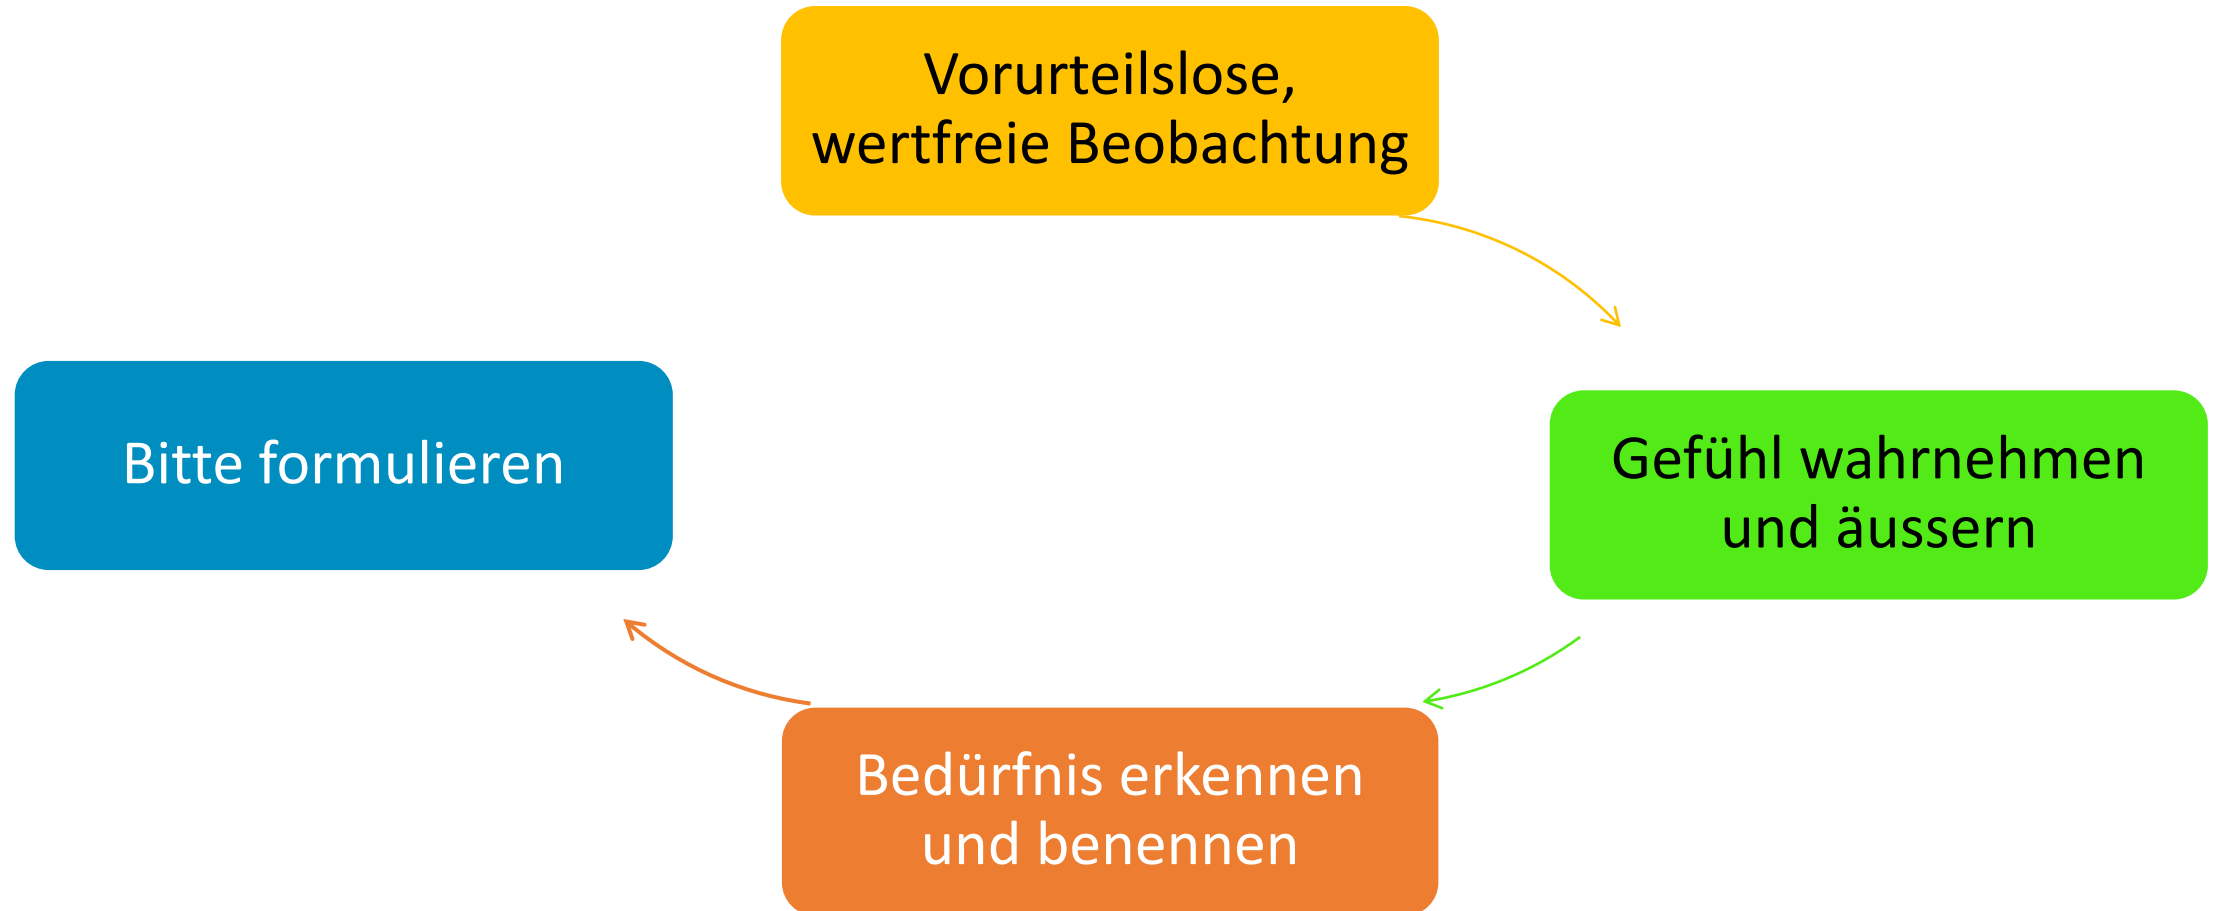 Vorurteilslose,
wertfreie Beobachtung
Gefühl wahrnehmen
und äussern
Bedürfnis erkennen
und benennen
Bitte formulieren